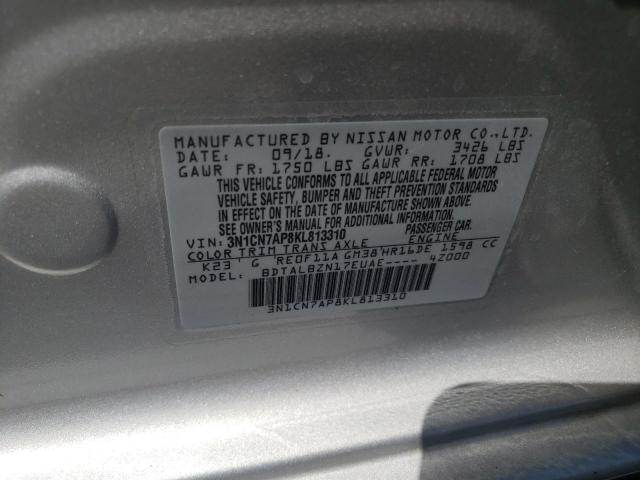 MANUFACTURED BY NISSAN MOTOR CO.,LTD.
DATE: 09/18. GVWR: 3426 LBS
GAWR FR: 1750 LBS GAWR RR: 1708 LBS
THIS VEHICLE CONFORMS TO ALL APPLICABLE FEDERAL MOTOR
VEHICLE SAFETY, BUMPER AND THEFT PREVENTION STANDARDS
IN EFFECT ON THE DATE OF MANUFACTURE SHOWN ABOVE.
SEE OWNER'S MANUAL FOR ADDITIONAL INFORMATION.
VIN: 3N1CN7AP8KL813310 PASSENGER CAR.
COLOR TRIM TRANS AXLE ENGINE
K23 G RE0F11A GM38 HR16DE 1598 CC
MODEL: BDTALBZN17EUAE---- 4Z000
3N1CN7AP8KL813310